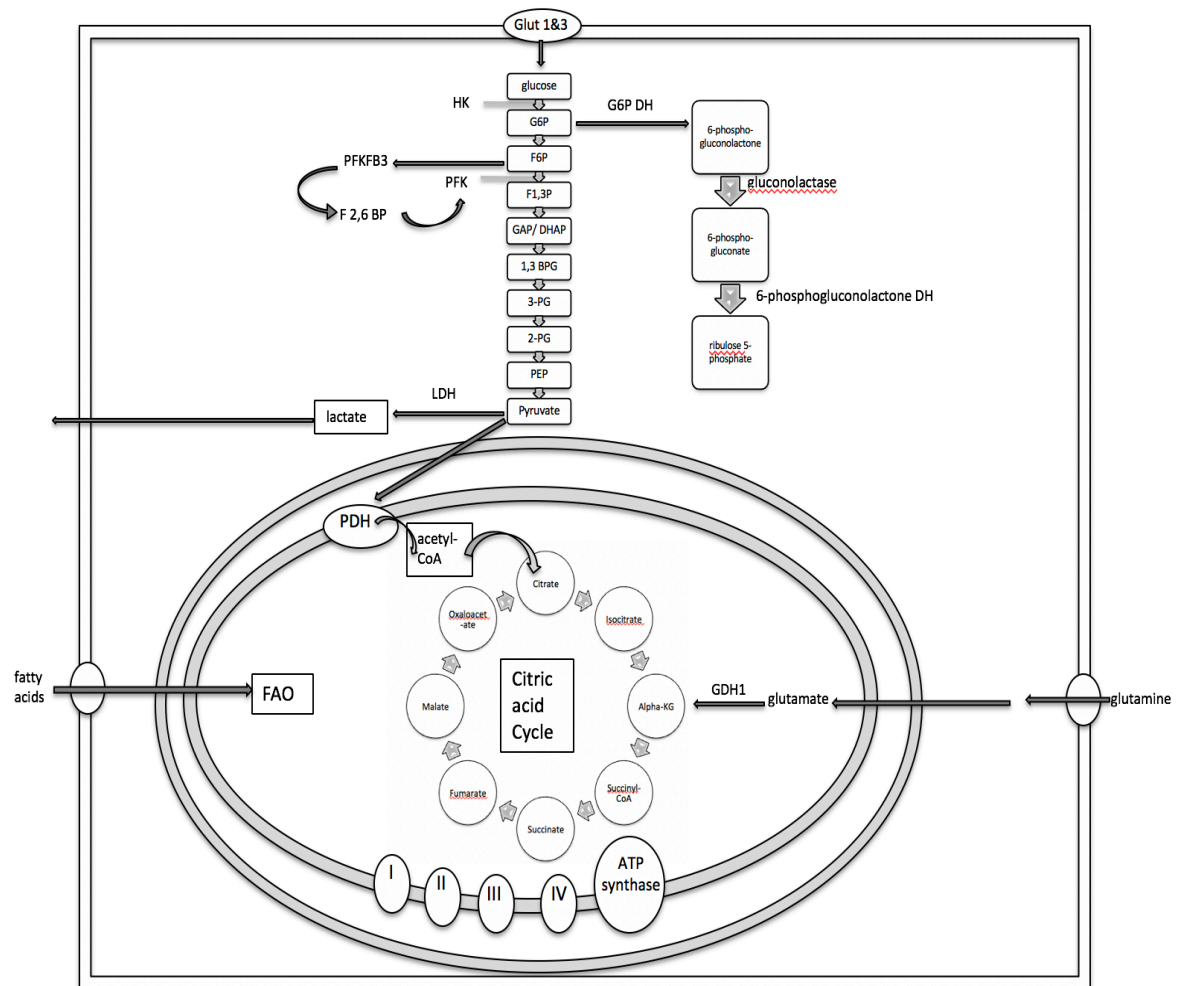 Glut 1&3
glucose
HK
G6P DH
G6P
6-phospho-
gluconolactone
PFKFB3
F6P
PFK
gluconolactase
F1,3P
F 2,6 BP
GAP/ DHAP
6-phospho-
gluconate
1,3 BPG
6-phosphogluconolactone DH
3-PG
2-PG
ribulose 5-
phosphate
PEP
LDH
lactate
Pyruvate
PDH
acetyl-
CoA
Citrate
Oxaloacet
-ate
Isocitrate
fatty
acids
FAO
Citric
acid
Cycle
Malate
Alpha-KG
GDH1
glutamate
glutamine
Fumarate
Succinyl-
CoA
Succinate
I
II
III
IV
ATP
synthase